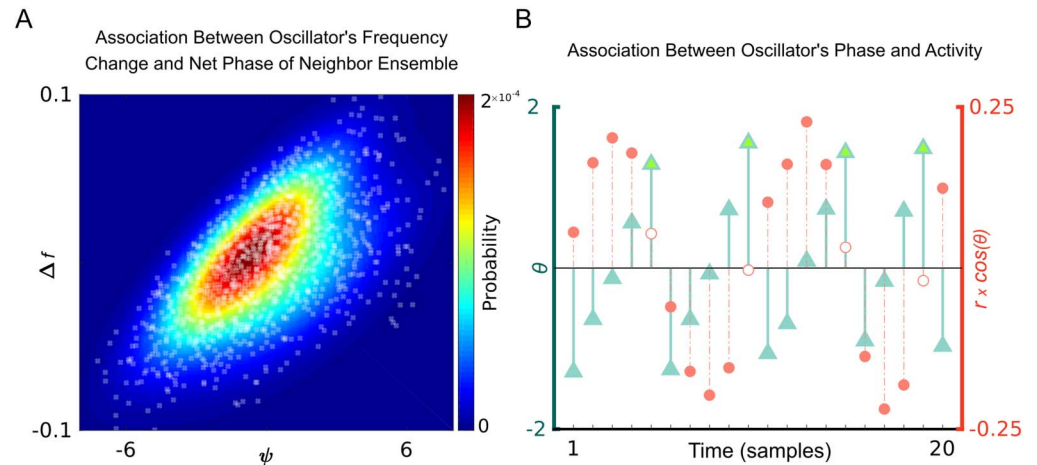 A
Association Between Oscillator's Frequency
Change and Net Phase of Neighbor Ensemble
0.1
Δf
-0.1
-6
ψ
6
2×10⁻⁴
Probability
0
B
Association Between Oscillator's Phase and Activity
2
θ
-2
1
Time (samples)
20
0.25
r x cos(θ)
-0.25